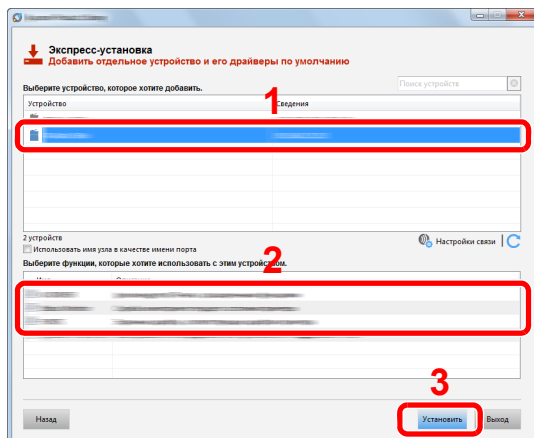 Экспресс-установка
Добавить отдельное устройство и его драйверы по умолчанию
Поиск устройств
Выберите устройство, которое хотите добавить.
1
Устройство Сведения
2 устройств
Использовать имя узла в качестве имени порта
Настройки связи
Выберите функции, которые хотите использовать с этим устройством.
2
3
Назад Установить Выход